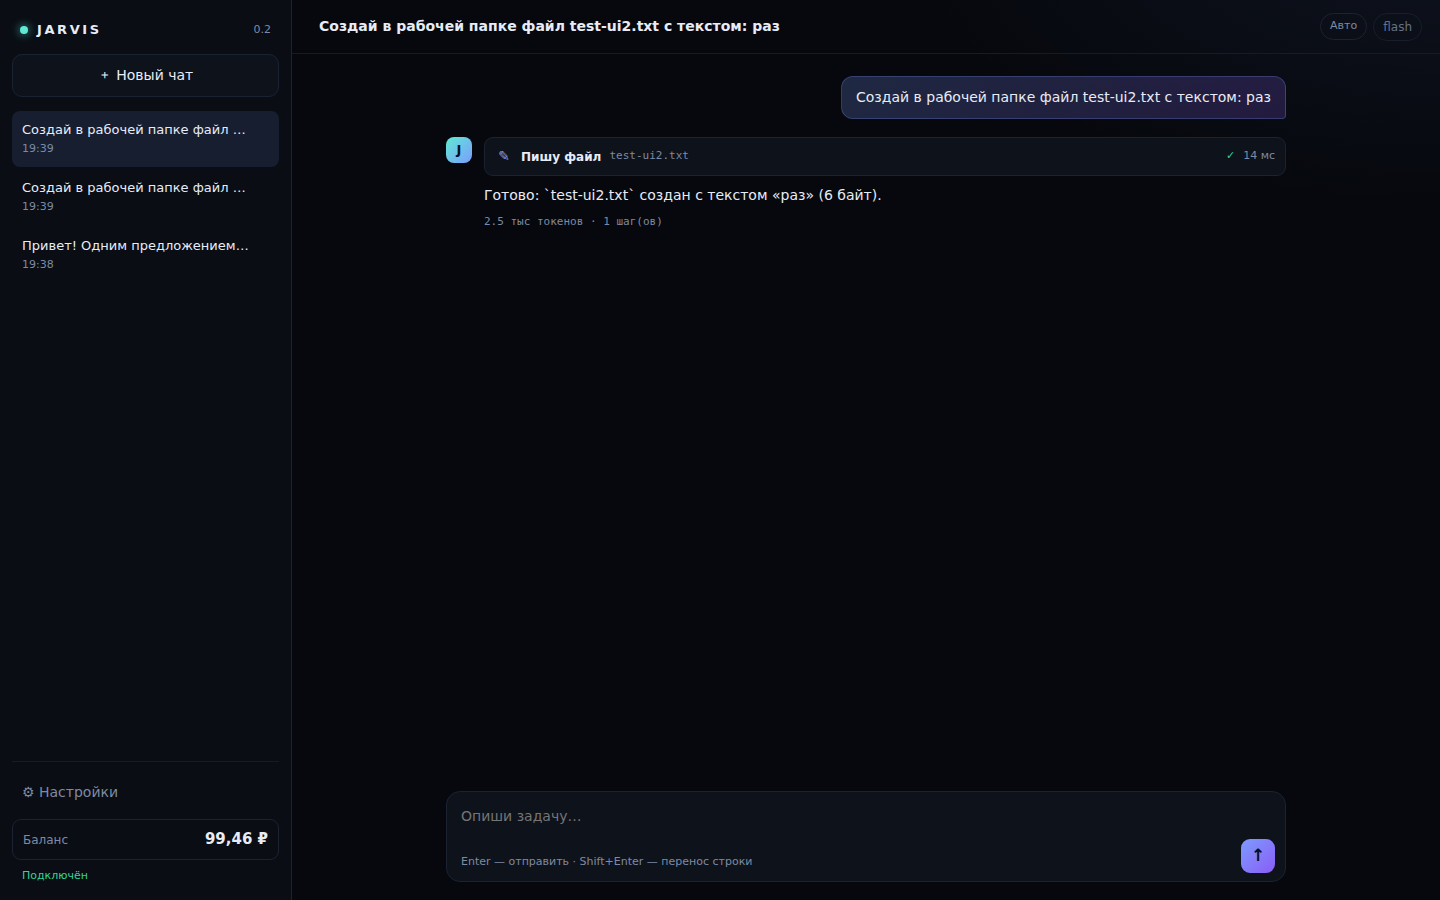 JARVIS
0.2
+ Новый чат
Создай в рабочей папке файл ...
19:39
Создай в рабочей папке файл ...
19:39
Привет! Одним предложением...
19:38
⚙ Настройки
Баланс
99,46 ₽
Подключён
Создай в рабочей папке файл test-ui2.txt с текстом: раз
Авто
flash
Создай в рабочей папке файл test-ui2.txt с текстом: раз
J
✎ Пишу файл test-ui2.txt
✓ 14 мс
Готово: `test-ui2.txt` создан с текстом «раз» (6 байт).
2.5 тыс токенов · 1 шаг(ов)
Опиши задачу...
Enter — отправить · Shift+Enter — перенос строки
↑